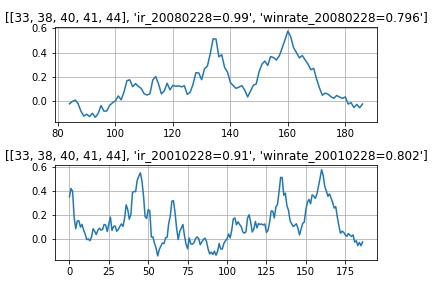 [[33, 38, 40, 41, 44], 'ir_20080228=0.99', 'winrate_20080228=0.796']
0.6
0.4
0.2
0.0
80 100 120 140 160 180
[[33, 38, 40, 41, 44], 'ir_20010228=0.91', 'winrate_20010228=0.802']
0.6
0.4
0.2
0.0
0 25 50 75 100 125 150 175